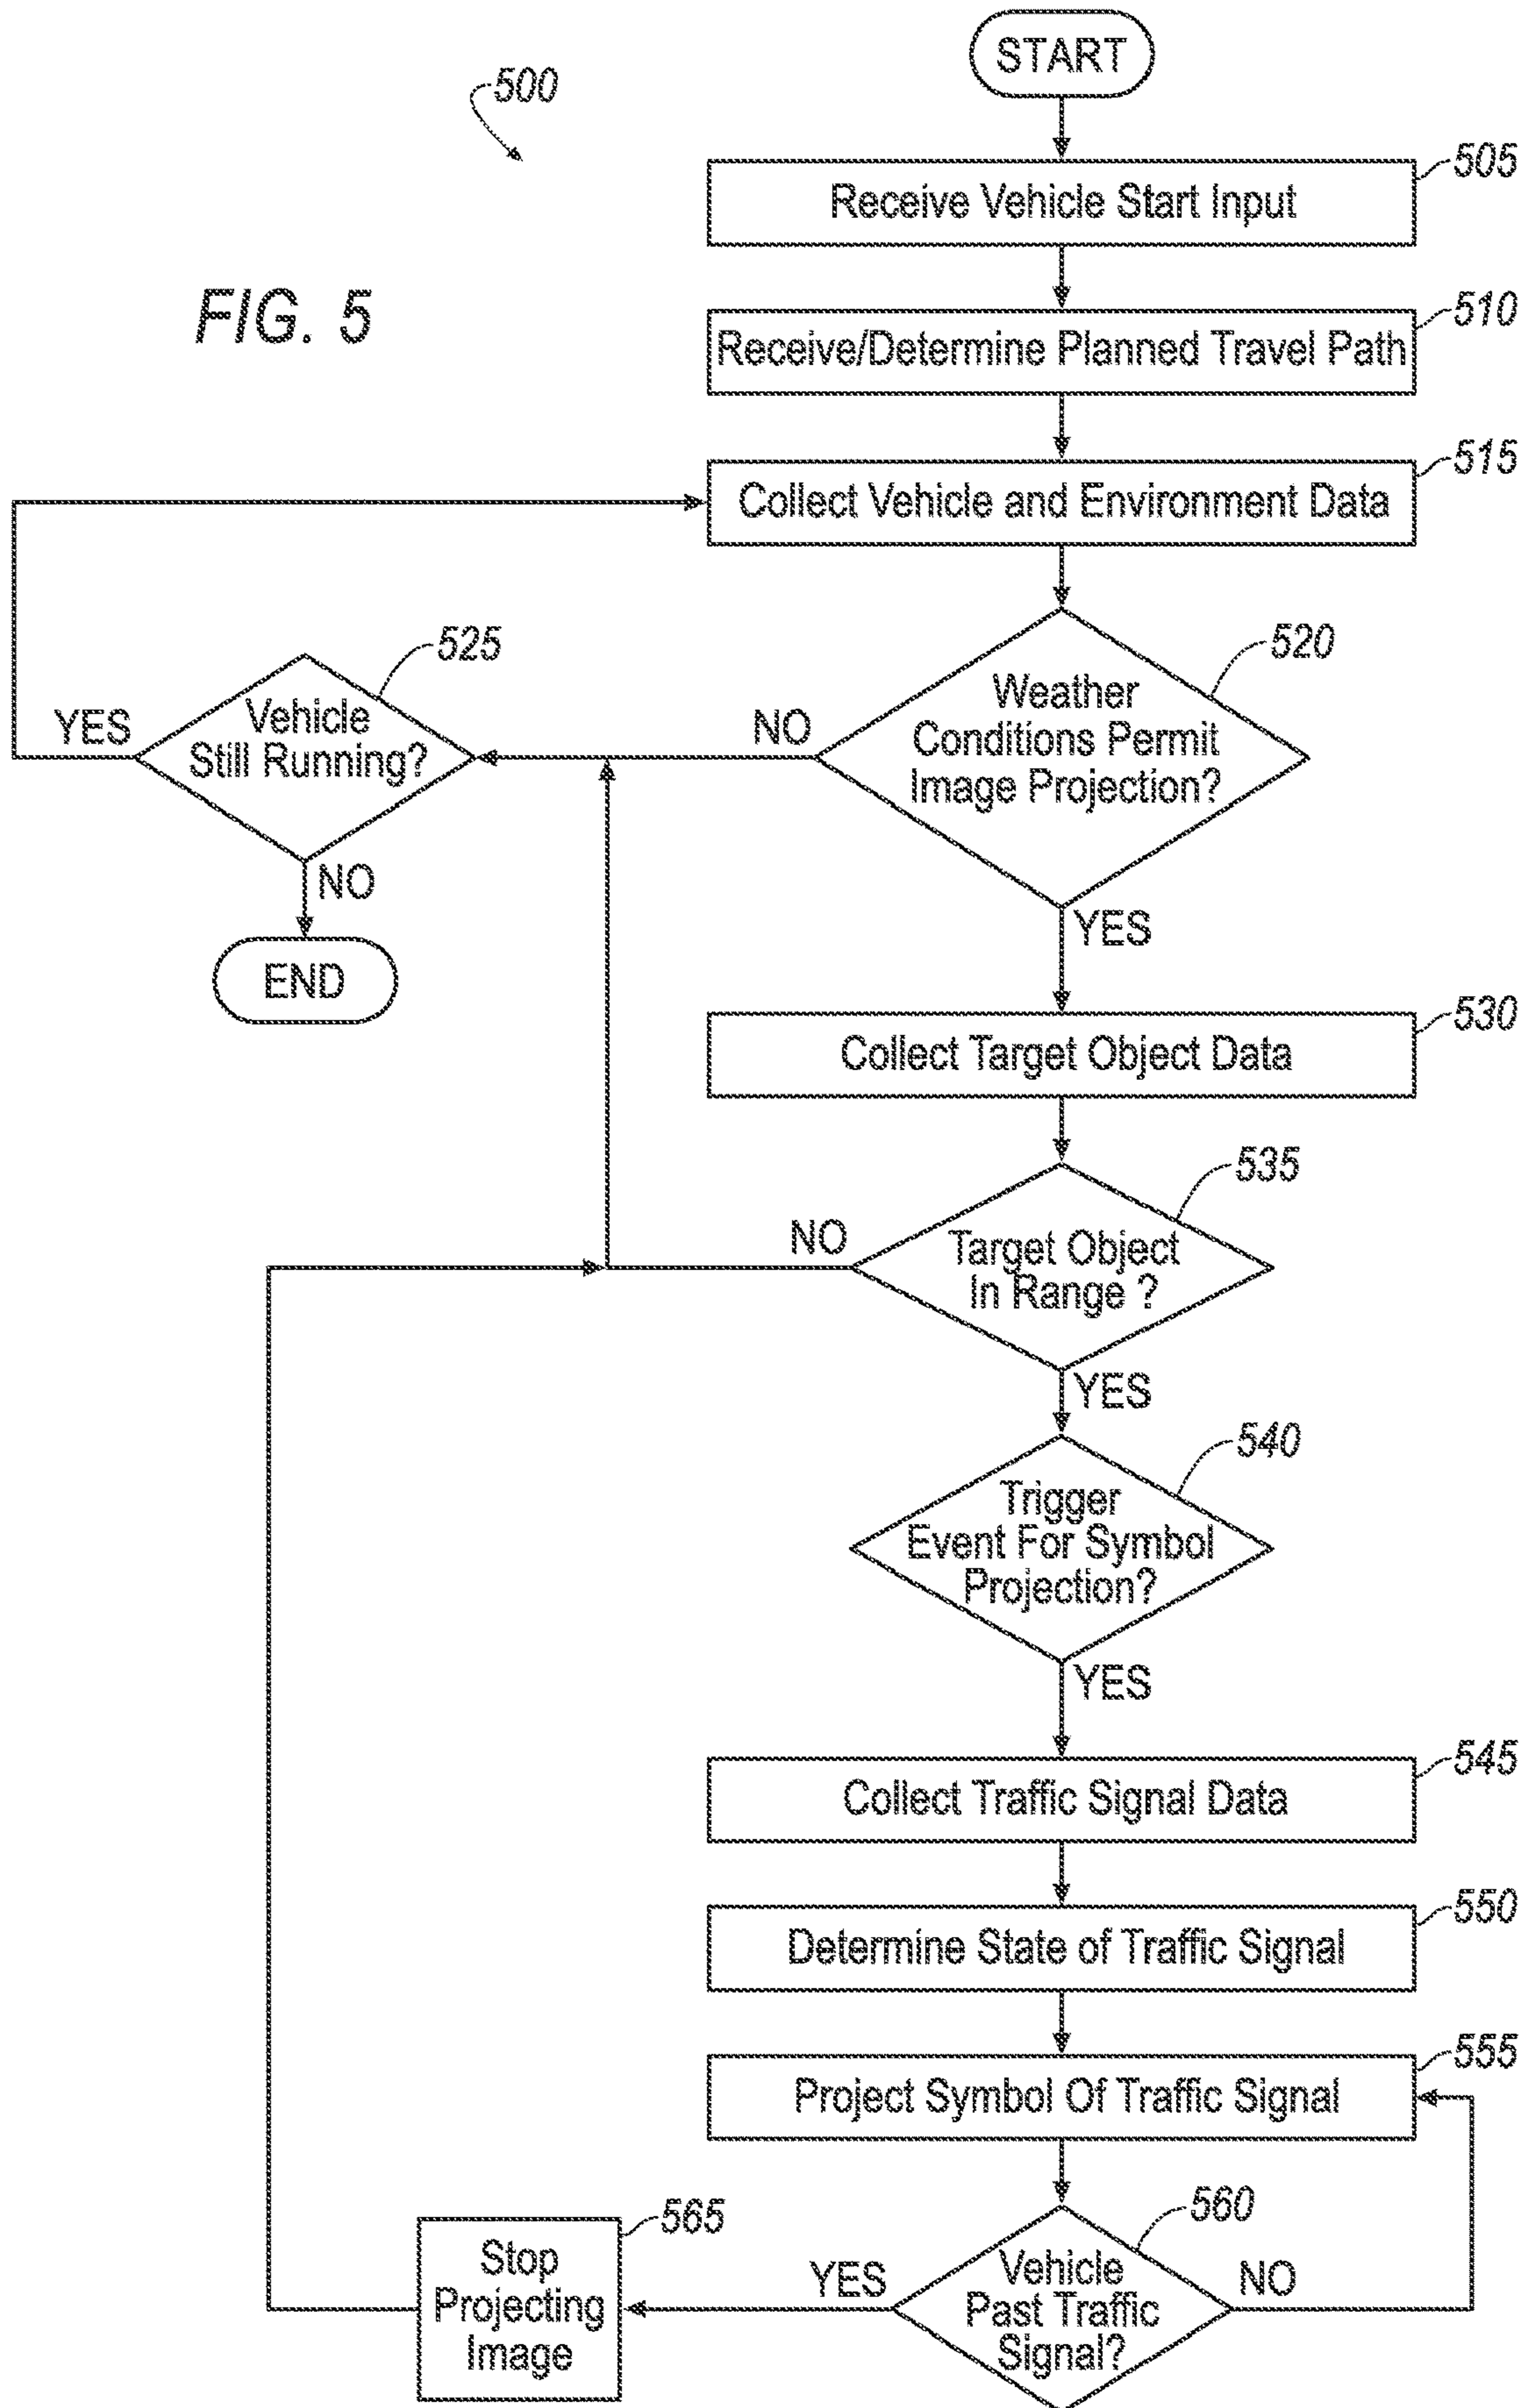 START
500
505
Receive Vehicle Start Input
FIG. 5
510
Receive/Determine Planned Travel Path
515
Collect Vehicle and Environment Data
520
Weather
Conditions Permit
Image Projection?
NO
YES
525
Vehicle
Still Running?
YES
NO
END
530
Collect Target Object Data
535
Target Object
In Range ?
NO
YES
540
Trigger
Event For Symbol
Projection?
YES
545
Collect Traffic Signal Data
550
Determine State of Traffic Signal
555
Project Symbol Of Traffic Signal
560
Vehicle
Past Traffic
Signal?
YES
NO
565
Stop
Projecting
Image